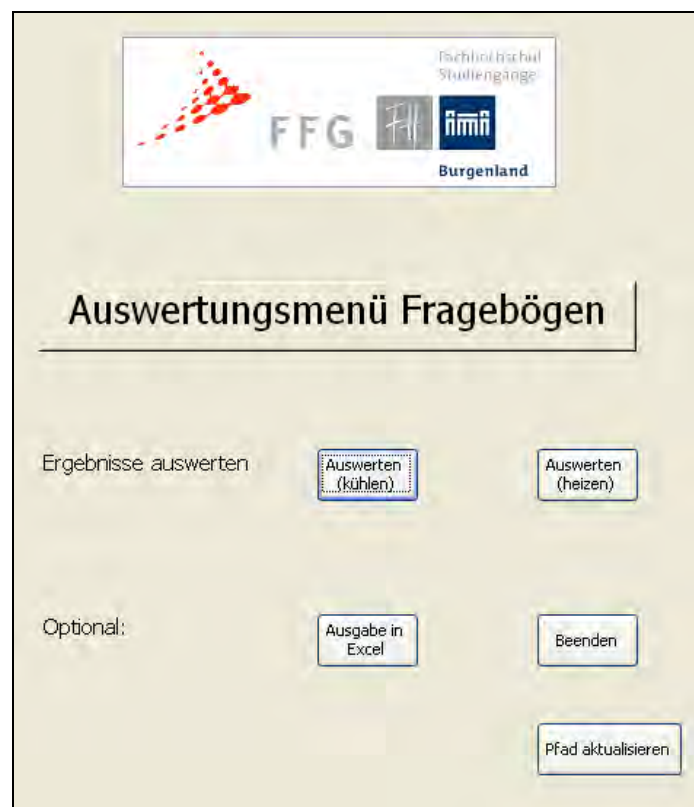 Fachhochschul
Studiengänge
FFG
FH
Burgenland
Auswertungsmenü Fragebögen
Ergebnisse auswerten
Auswerten
(kühlen)
Auswerten
(heizen)
Optional:
Ausgabe in
Excel
Beenden
Pfad aktualisieren